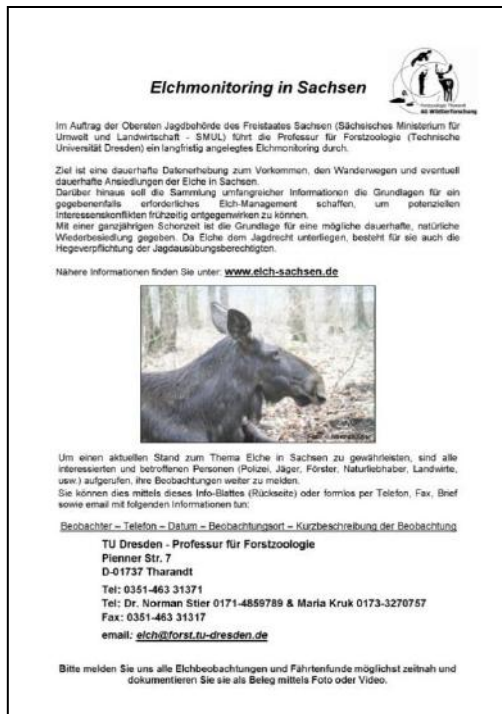 Elchmonitoring in Sachsen
Im Auftrag der Obersten Jagdbehörde des Freistaates Sachsen (Sächsisches Ministerium für
Umwelt und Landwirtschaft - SMUL) führt die Professur für Forstzoologie (Technische
Universität Dresden) ein langfristig angelegtes Elchmonitoring durch.
Ziel ist eine dauerhafte Datenerhebung zum Vorkommen, den Wanderwegen und eventuell
dauerhafte Ansiedlungen der Elche in Sachsen.
Darüber hinaus soll die Sammlung umfangreicher Informationen die Grundlagen für ein
gegebenenfalls erforderliches Elch-Management schaffen, um potenziellen
Interessenskonflikten frühzeitig entgegenwirken zu können.
Mit einer ganzjährigen Schonzeit ist die Grundlage für eine mögliche dauerhafte, natürliche
Wiederbesiedlung gegeben. Da Elche dem Jagdrecht unterliegen, besteht für sie auch die
Hegeverpflichtung der Jagdausübungsberechtigten.
Nähere Informationen finden Sie unter: www.elch-sachsen.de
Um einen aktuellen Stand zum Thema Elche in Sachsen zu gewährleisten, sind alle
interessierten und betroffenen Personen (Polizei, Jäger, Förster, Naturliebhaber, Landwirte,
usw.) aufgerufen, ihre Beobachtungen weiter zu melden.
Sie können dies mittels dieses Info-Blattes (Rückseite) oder formlos per Telefon, Fax, Brief
sowie email mit folgenden Informationen tun:
Beobachter – Telefon – Datum – Beobachtungsort – Kurzbeschreibung der Beobachtung
TU Dresden - Professur für Forstzoologie
Pienner Str. 7
D-01737 Tharandt
Tel: 0351-463 31371
Tel: Dr. Norman Stier 0171-4859789 & Maria Kruk 0173-3270757
Fax: 0351-463 31317
email: elch@forst.tu-dresden.de
Bitte melden Sie uns alle Elchbeobachtungen und Fährtenfunde möglichst zeitnah und
dokumentieren Sie sie als Beleg mittels Foto oder Video.